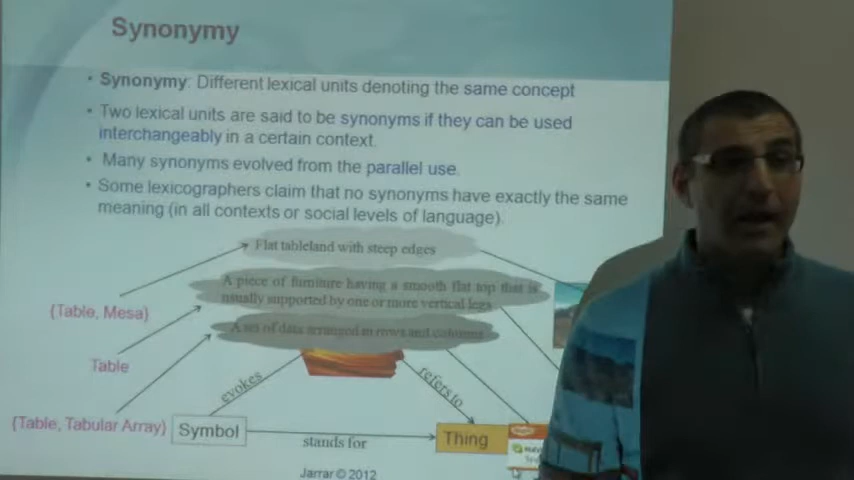 Synonymy
• Synonymy: Different lexical units denoting the same concept
• Two lexical units are said to be synonyms if they can be used
interchangeably in a certain context.
• Many synonyms evolved from the parallel use.
• Some lexicographers claim that no synonyms have exactly the same
meaning (in all contexts or social levels of language).
Flat tableland with steep edges
A piece of furniture having a smooth flat top that is
usually supported by one or more vertical legs
{Table, Mesa}
A set of data arranged in rows and columns
Table
evokes
refers to
{Table, Tabular Array}
Symbol
stands for
Thing
Jarrar © 2012